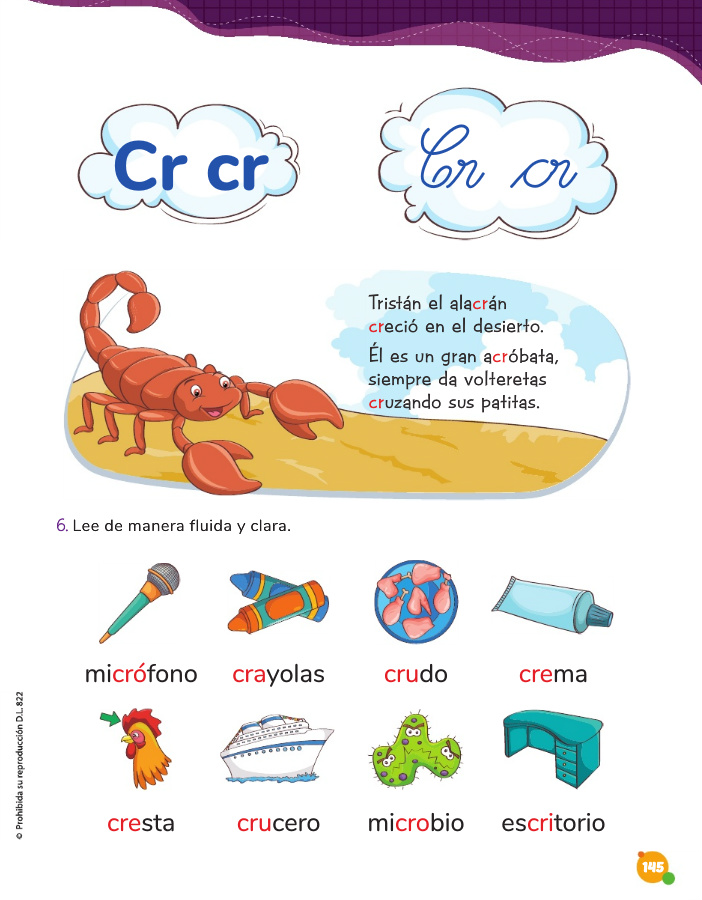 Cr cr
Cr cr
Tristán el alacrán
creció en el desierto.
Él es un gran acróbata,
siempre da volteretas
cruzando sus patitas.
6. Lee de manera fluida y clara.
micrófono crayolas crudo crema
cresta crucero microbio escritorio
© Prohibida su reproducción D.L. 822
145